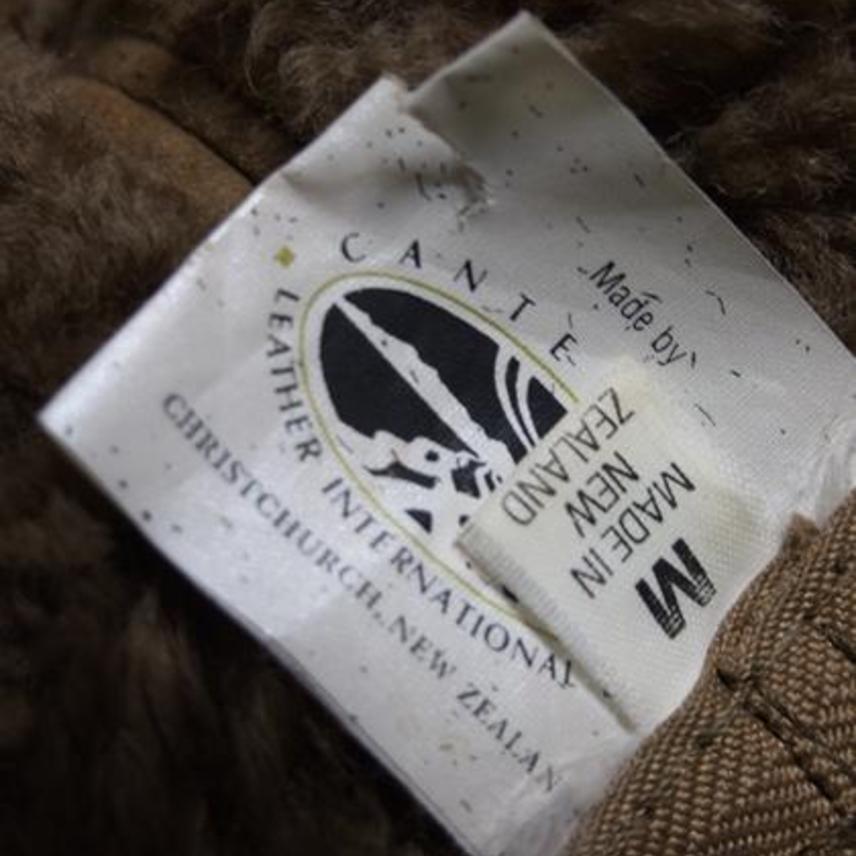 Made by
CANTE
LEATHER INTERNATIONAL
CHRISTCHURCH, NEW ZEALAN
M
MADE IN
NEW
ZEALAND